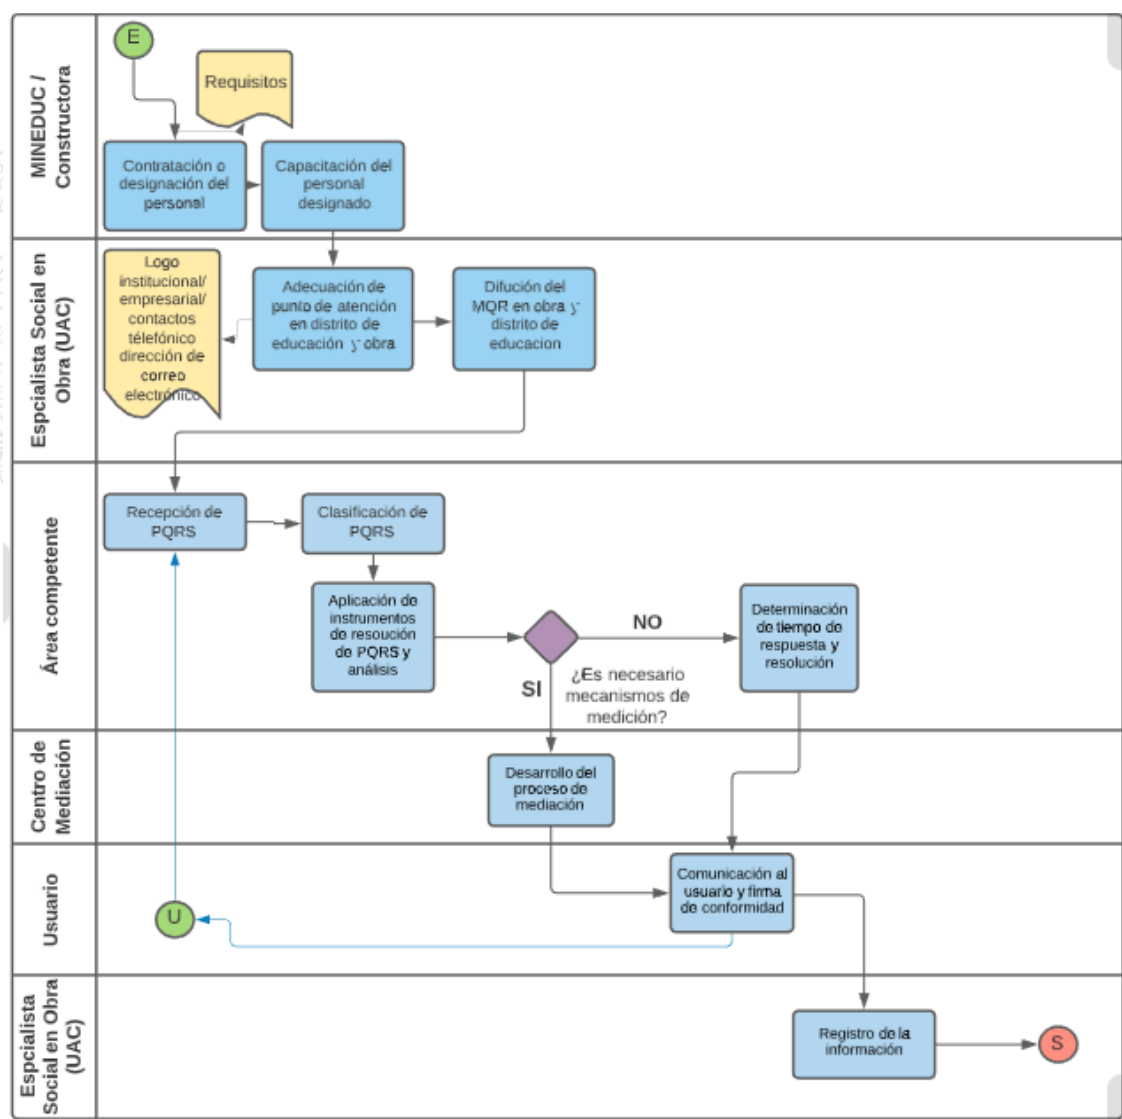 MINEDUC /
Constructora
E
Requisitos
Contratación o
designación del
personal
Capacitación del
personal
designado
Espcialista Social en
Obra (UAC)
Logo
institucional/
empresarial/
contactos
télefónico
dirección de
correo
electrónico
Adecuación de
punto de atención
en distrito de
educación y obra
Difución del
MQR en obra y
distrito de
educacion
Área competente
Recepción de
PQRS
Clasificación de
PQRS
Aplicación de
instrumentos
de resoución
de PQRS y
análisis
NO
SI
¿Es necesario
mecanismos de
medición?
Determinación
de tiempo de
respuesta y
resolución
Centro de
Mediación
Desarrollo del
proceso de
mediación
Usuario
U
Comunicación al
usuario y firma
de conformidad
Espcialista
Social en Obra
(UAC)
Registro de la
información
S